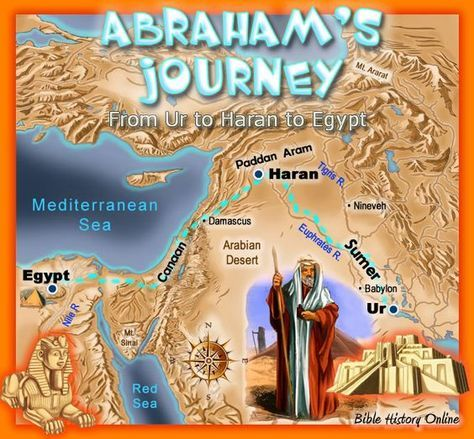 ABRAHAM'S
JOURNEY
From Ur to Haran to Egypt
Mt. Ararat
Paddan Aram
Haran
Tigris R.
Nineveh
Mediterranean
Sea
Damascus
Canaan
Arabian
Desert
Euphrates R.
Sumer
Babylon
Ur
Egypt
Nile R.
Mt.
Sinai
Red
Sea
N
Bible History Online